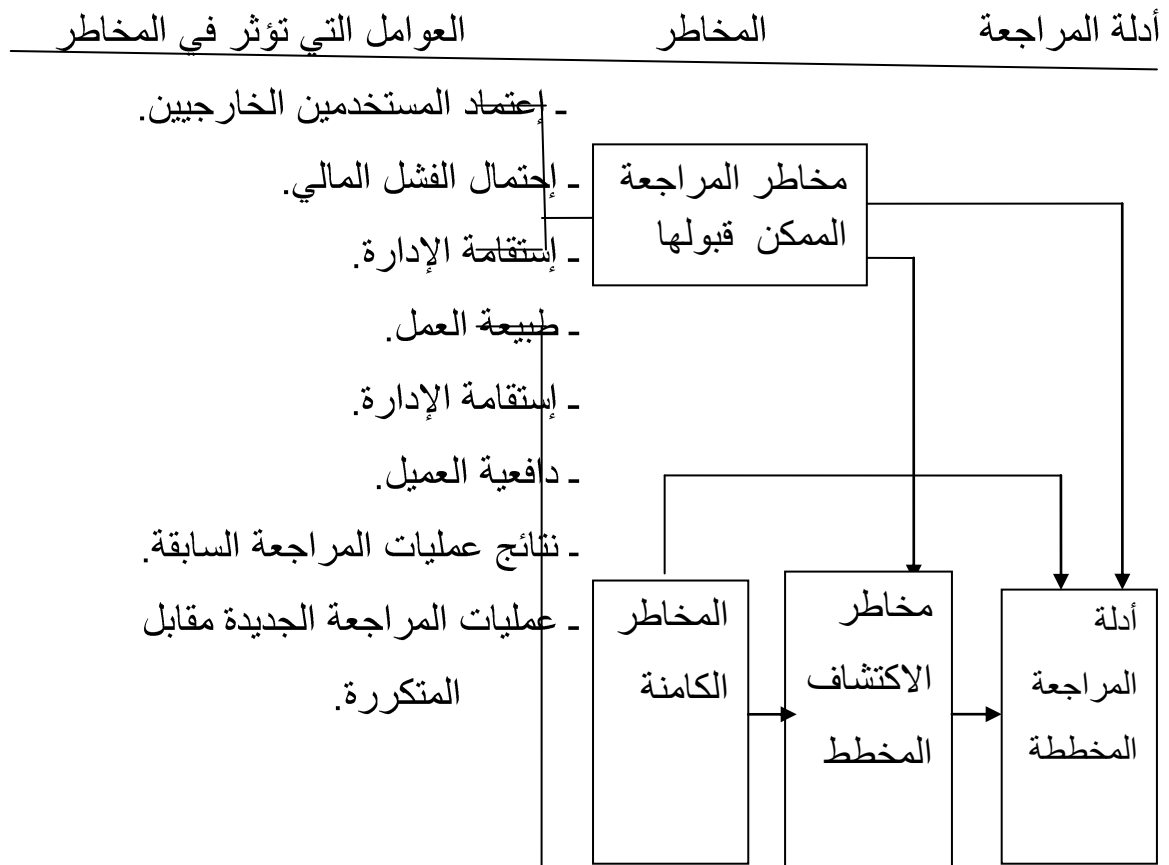 أدلة المراجعة المخاطر العوامل التي تؤثر في المخاطر
ـ إعتماد المستخدمين الخارجيين.
ـ إحتمال الفشل المالي.
ـ إستقامة الإدارة.
ـ طبيعة العمل.
ـ إستقامة الإدارة.
ـ دافعية العميل.
ـ نتائج عمليات المراجعة السابقة.
ـ عمليات المراجعة الجديدة مقابل
المتكررة.
مخاطر المراجعة
الممكن قبولها
المخاطر
الكامنة
مخاطر
الاكتشاف
المخطط
أدلة
المراجعة
المخططة